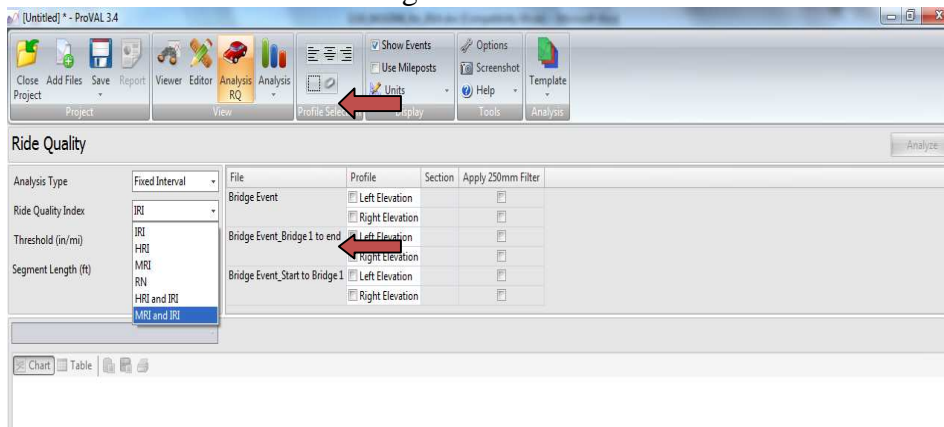 [Untitled] * - ProVAL 3.4
Close Project Add Files Save Report Viewer Editor Analysis RQ Analysis
Show Events
Use Mileposts
Units
Options
Screenshot
Help
Template
Project View Profile Display Tools Analysis
Ride Quality Analyze
Analysis Type Fixed Interval
Ride Quality Index IRI
Threshold (in/mi)
Segment Length (ft)
IRI
HRI
MRI
RN
HRI and IRI
MRI and IRI
File Profile Section Apply 250mm Filter
Bridge Event Left Elevation
Right Elevation
Bridge Event_Bridge 1 to end Left Elevation
Right Elevation
Bridge Event_Start to Bridge 1 Left Elevation
Right Elevation
Chart Table